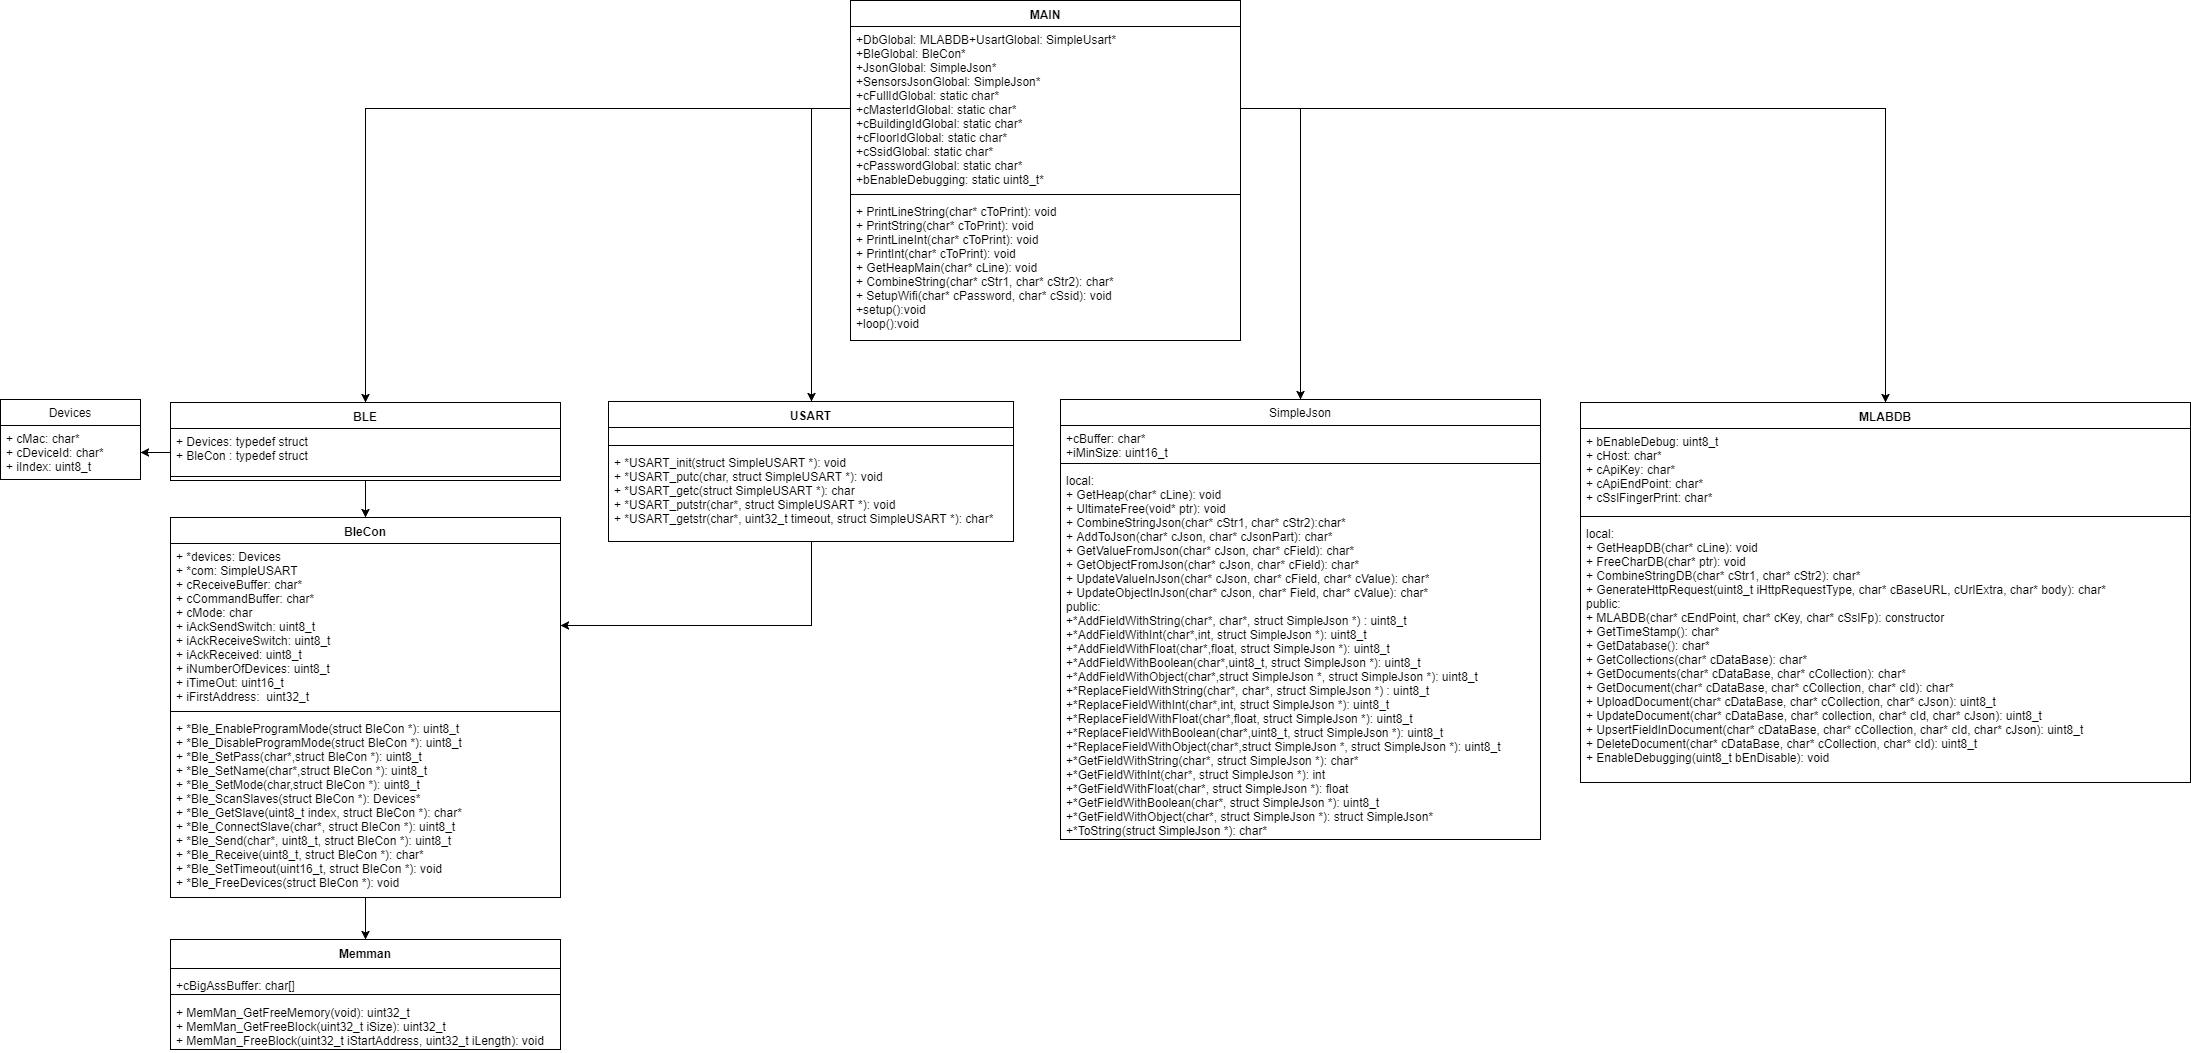 MAIN
+DbGlobal: MLABDB+UsartGlobal: SimpleUsart*
+BleGlobal: BleCon*
+JsonGlobal: SimpleJson*
+SensorsJsonGlobal: SimpleJson*
+cFullIdGlobal: static char*
+cMasterIdGlobal: static char*
+cBuildingIdGlobal: static char*
+cFloorIdGlobal: static char*
+cSsidGlobal: static char*
+cPasswordGlobal: static char*
+bEnableDebugging: static uint8_t*
+ PrintLineString(char* cToPrint): void
+ PrintString(char* cToPrint): void
+ PrintLineInt(char* cToPrint): void
+ PrintInt(char* cToPrint): void
+ GetHeapMain(char* cLine): void
+ CombineString(char* cStr1, char* cStr2): char*
+ SetupWifi(char* cPassword, char* cSsid): void
+setup():void
+loop():void
Devices
+ cMac: char*
+ cDeviceId: char*
+ iIndex: uint8_t
BLE
+ Devices: typedef struct
+ BleCon : typedef struct
BleCon
+ *devices: Devices
+ *com: SimpleUSART
+ cReceiveBuffer: char*
+ cCommandBuffer: char*
+ cMode: char
+ iAckSendSwitch: uint8_t
+ iAckReceiveSwitch: uint8_t
+ iAckReceived: uint8_t
+ iNumberOfDevices: uint8_t
+ iTimeOut: uint16_t
+ iFirstAddress:  uint32_t
+ *Ble_EnableProgramMode(struct BleCon *): uint8_t
+ *Ble_DisableProgramMode(struct BleCon *): uint8_t
+ *Ble_SetPass(char*,struct BleCon *): uint8_t
+ *Ble_SetName(char*,struct BleCon *): uint8_t
+ *Ble_SetMode(char,struct BleCon *): uint8_t
+ *Ble_ScanSlaves(struct BleCon *): Devices*
+ *Ble_GetSlave(uint8_t index, struct BleCon *): char*
+ *Ble_ConnectSlave(char*, struct BleCon *): uint8_t
+ *Ble_Send(char*, uint8_t, struct BleCon *): uint8_t
+ *Ble_Receive(uint8_t, struct BleCon *): char*
+ *Ble_SetTimeout(uint16_t, struct BleCon *): void
+ *Ble_FreeDevices(struct BleCon *): void
Memman
+cBigAssBuffer: char[]
+ MemMan_GetFreeMemory(void): uint32_t
+ MemMan_GetFreeBlock(uint32_t iSize): uint32_t
+ MemMan_FreeBlock(uint32_t iStartAddress, uint32_t iLength): void
USART
+ *USART_init(struct SimpleUSART *): void
+ *USART_putc(char, struct SimpleUSART *): void
+ *USART_getc(struct SimpleUSART *): char
+ *USART_putstr(char*, struct SimpleUSART *): void
+ *USART_getstr(char*, uint32_t timeout, struct SimpleUSART *): char*
SimpleJson
+cBuffer: char*
+iMinSize: uint16_t
local:
+ GetHeap(char* cLine): void
+ UltimateFree(void* ptr): void
+ CombineStringJson(char* cStr1, char* cStr2):char*
+ AddToJson(char* cJson, char* cJsonPart): char*
+ GetValueFromJson(char* cJson, char* cField): char*
+ GetObjectFromJson(char* cJson, char* cField): char*
+ UpdateValueInJson(char* cJson, char* cField, char* cValue): char*
+ UpdateObjectInJson(char* cJson, char* Field, char* cValue): char*
public:
+*AddFieldWithString(char*, char*, struct SimpleJson *) : uint8_t
+*AddFieldWithInt(char*,int, struct SimpleJson *): uint8_t
+*AddFieldWithFloat(char*,float, struct SimpleJson *): uint8_t
+*AddFieldWithBoolean(char*,uint8_t, struct SimpleJson *): uint8_t
+*AddFieldWithObject(char*,struct SimpleJson *, struct SimpleJson *): uint8_t
+*ReplaceFieldWithString(char*, char*, struct SimpleJson *) : uint8_t
+*ReplaceFieldWithInt(char*,int, struct SimpleJson *): uint8_t
+*ReplaceFieldWithFloat(char*,float, struct SimpleJson *): uint8_t
+*ReplaceFieldWithBoolean(char*,uint8_t, struct SimpleJson *): uint8_t
+*ReplaceFieldWithObject(char*,struct SimpleJson *, struct SimpleJson *): uint8_t
+*GetFieldWithString(char*, struct SimpleJson *): char*
+*GetFieldWithInt(char*, struct SimpleJson *): int
+*GetFieldWithFloat(char*, struct SimpleJson *): float
+*GetFieldWithBoolean(char*, struct SimpleJson *): uint8_t
+*GetFieldWithObject(char*, struct SimpleJson *): struct SimpleJson*
+*ToString(struct SimpleJson *): char*
MLABDB
+ bEnableDebug: uint8_t
+ cHost: char*
+ cApiKey: char*
+ cApiEndPoint: char*
+ cSslFingerPrint: char*
local:
+ GetHeapDB(char* cLine): void
+ FreeCharDB(char* ptr): void
+ CombineStringDB(char* cStr1, char* cStr2): char*
+ GenerateHttpRequest(uint8_t iHttpRequestType, char* cBaseURL, cUrlExtra, char* body): char*
public:
+ MLABDB(char* cEndPoint, char* cKey, char* cSslFp): constructor
+ GetTimeStamp(): char*
+ GetDatabase(): char*
+ GetCollections(char* cDataBase): char*
+ GetDocuments(char* cDataBase, char* cCollection): char*
+ GetDocument(char* cDataBase, char* cCollection, char* cId): char*
+ UploadDocument(char* cDataBase, char* cCollection, char* cJson): uint8_t
+ UpdateDocument(char* cDataBase, char* collection, char* cId, char* cJson): uint8_t
+ UpsertFieldInDocument(char* cDataBase, char* cCollection, char* cId, char* cJson): uint8_t
+ DeleteDocument(char* cDataBase, char* cCollection, char* cId): uint8_t
+ EnableDebugging(uint8_t bEnDisable): void